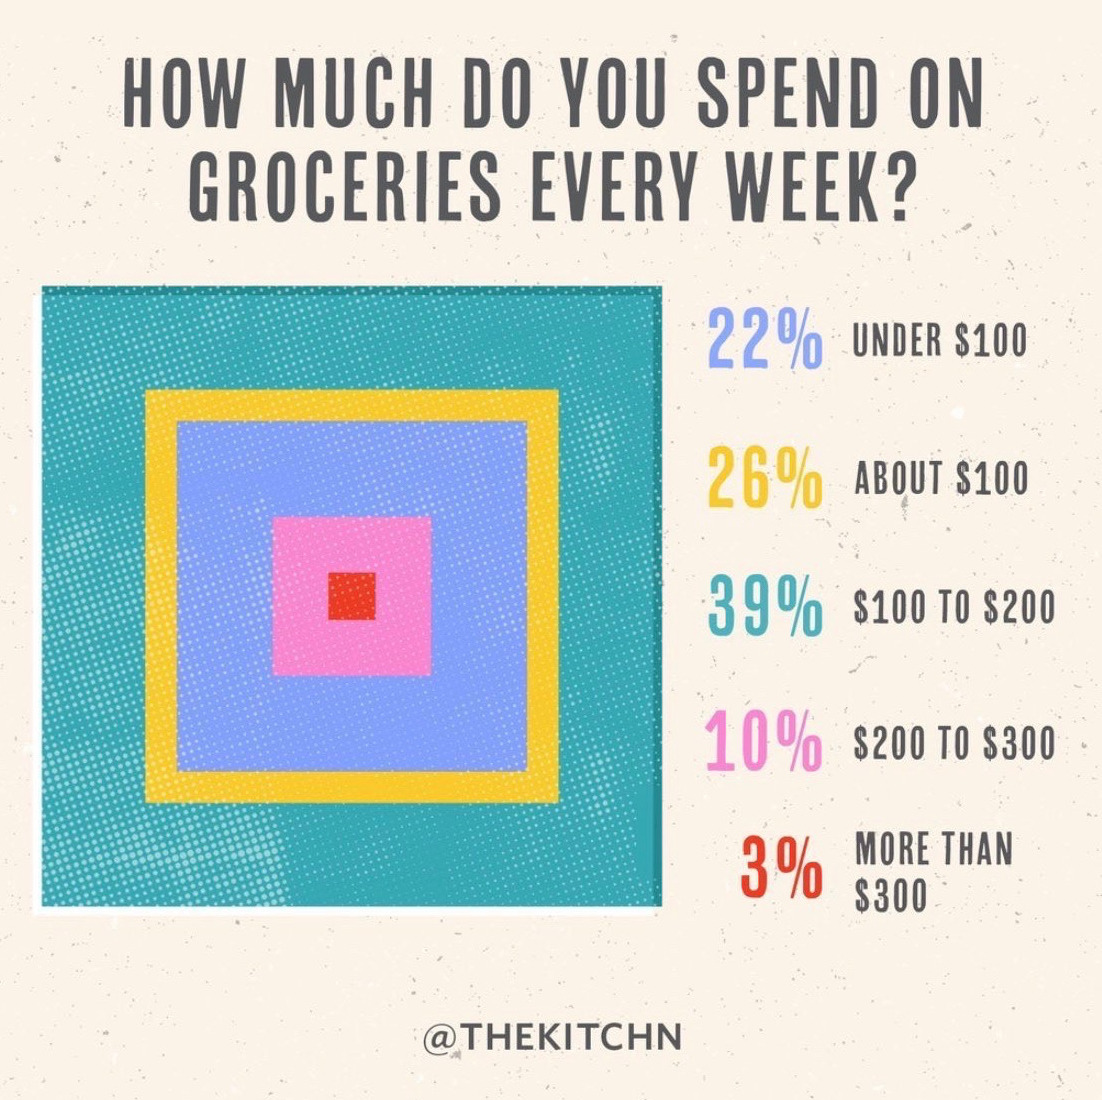 HOW MUCH DO YOU SPEND ON
GROCERIES EVERY WEEK?
22% UNDER $100
26% ABOUT $100
39% $100 TO $200
10% $200 TO $300
3% MORE THAN
$300
@THEKITCHN